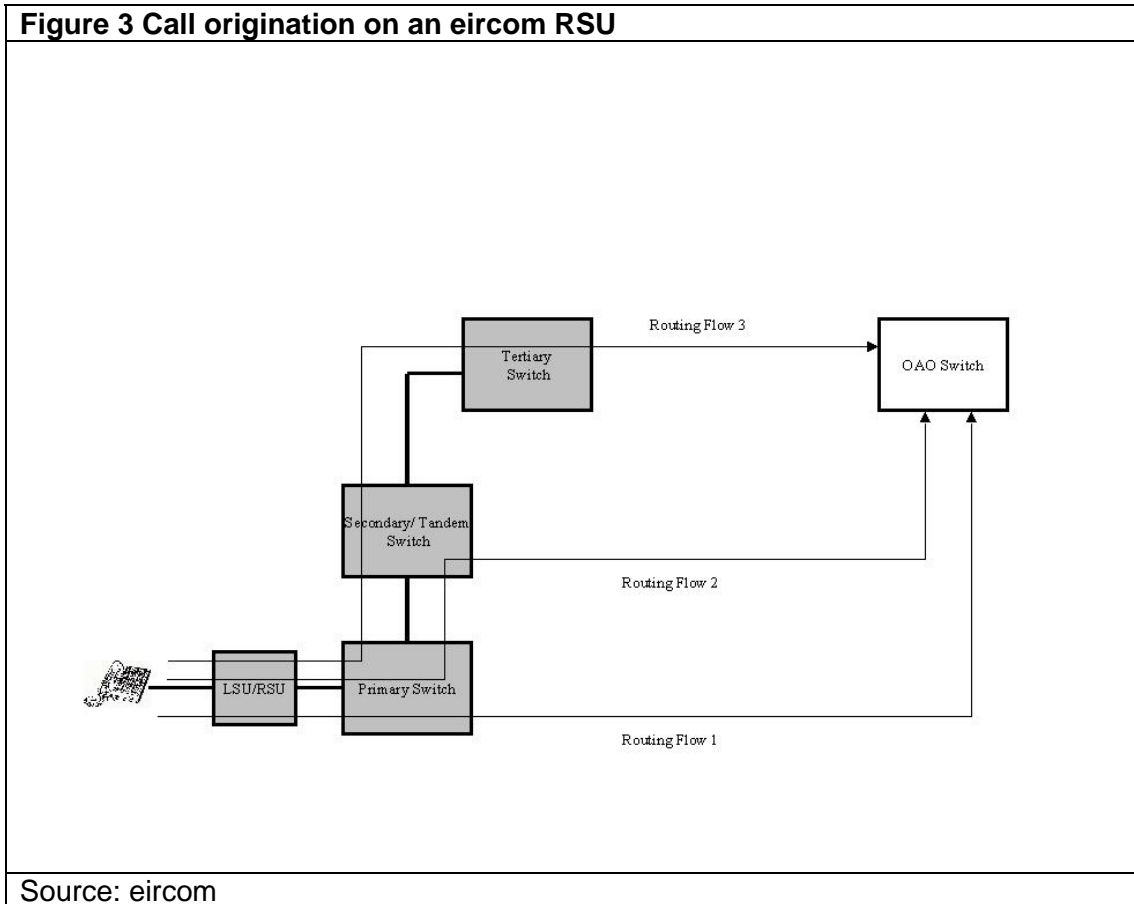 Figure 3 Call origination on an eircom RSU
Routing Flow 3
Tertiary
Switch
OAO Switch
Secondary/ Tandem
Switch
Routing Flow 2
LSU/RSU
Primary Switch
Routing Flow 1
Source: eircom